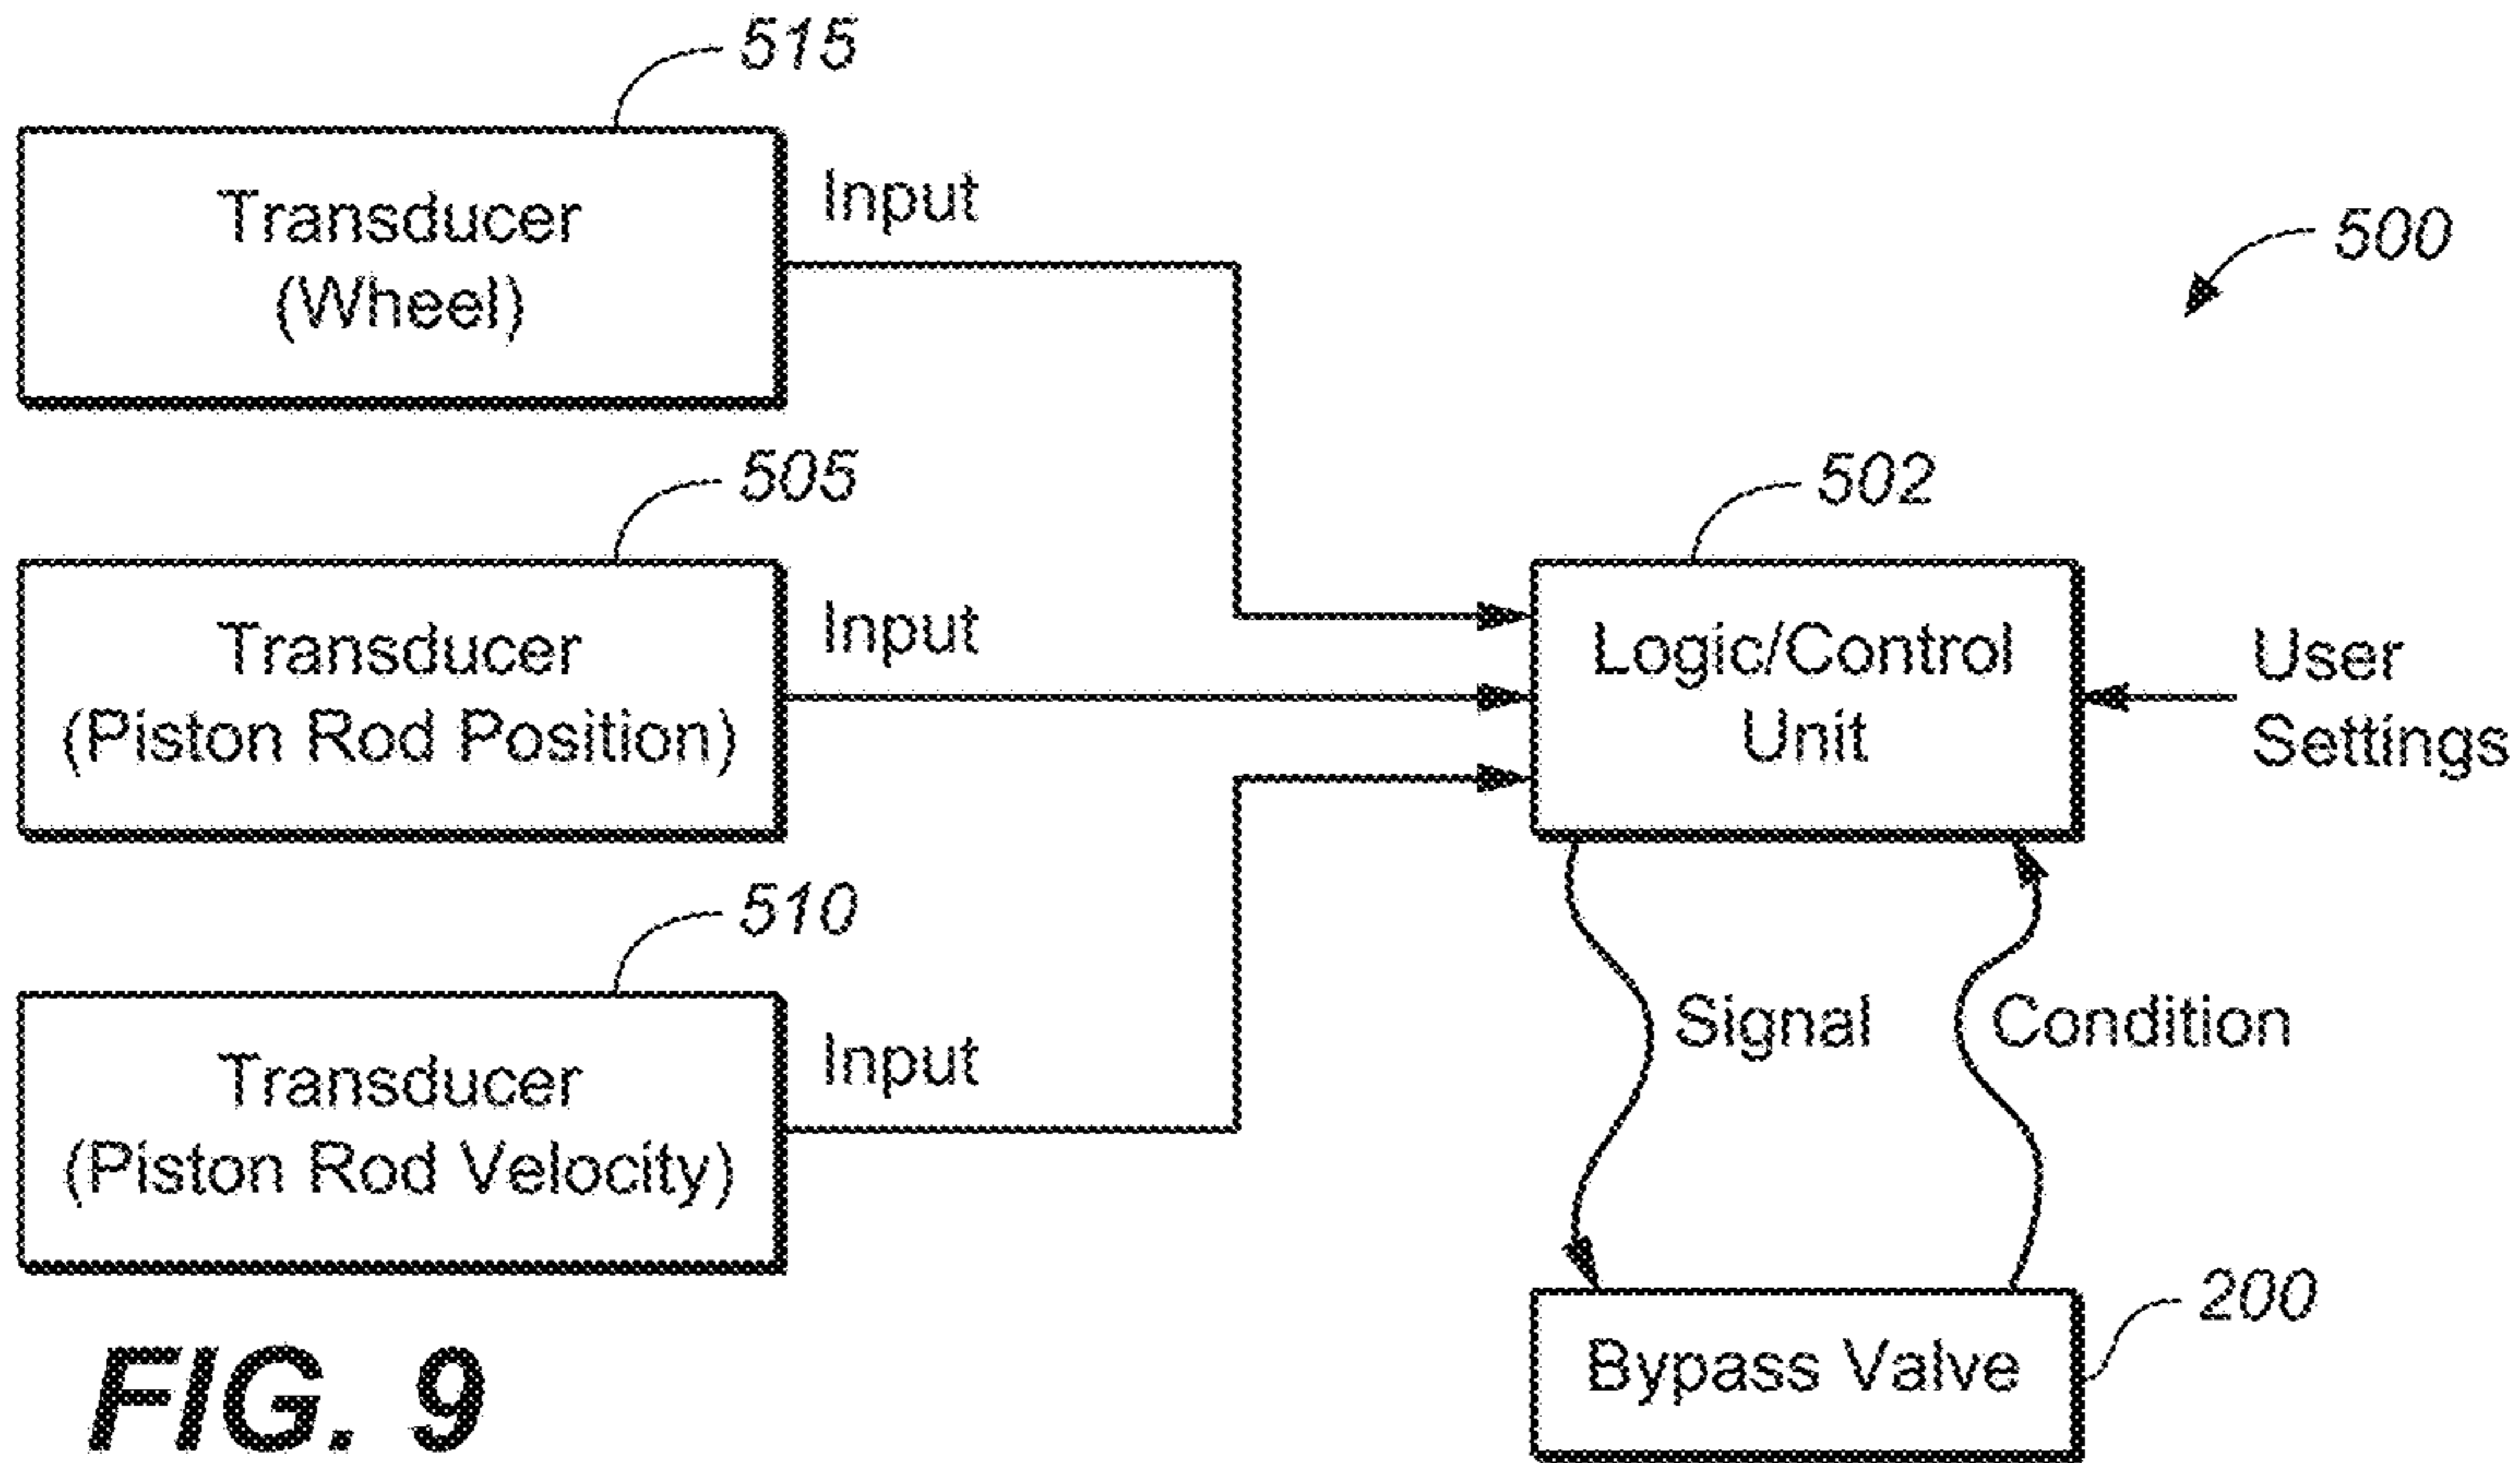 515
Transducer
(Wheel)
Input
500
505
Transducer
(Piston Rod Position)
Input
502
Logic/Control
Unit
User
Settings
510
Transducer
(Piston Rod Velocity)
Input
Signal
Condition
200
Bypass Valve
FIG. 9